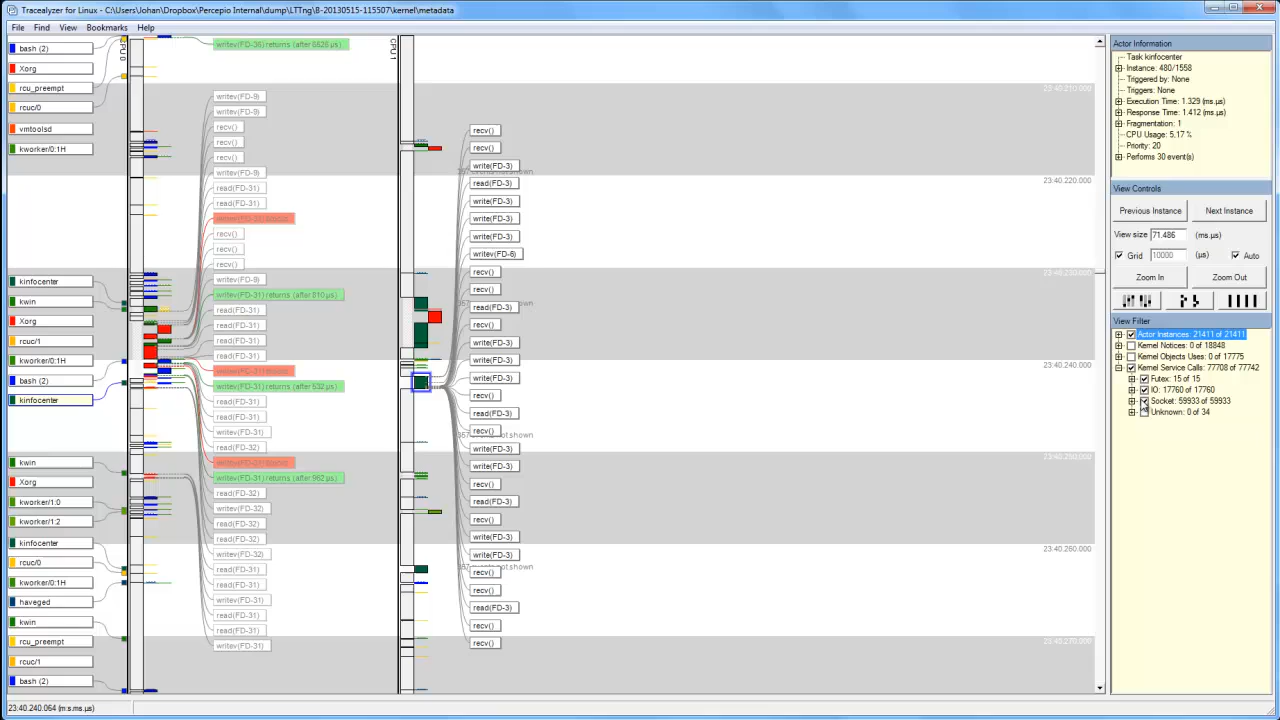 Tracealyzer for Linux - C:\Users\Johan\Dropbox\Percepio Internal\dump\LTTng\B-20130515-115507\kernel\metadata
File Find View Bookmarks Help
bash (2)
Xorg
rcu_preempt
rcuc/0
vmtoolsd
kworker/0:1H
kinfocenter
kwin
Xorg
rcuc/1
kworker/0:1H
bash (2)
kinfocenter
kwin
Xorg
kworker/1:0
kworker/1:2
kinfocenter
rcuc/0
kworker/0:1H
haveged
kwin
rcu_preempt
rcuc/1
bash (2)
CPU 0
writev(FD-36) returns (after 6526 µs)
writev(FD-9)
writev(FD-9)
recv()
recv()
recv()
writev(FD-9)
read(FD-31)
read(FD-31)
recv()
recv()
recv()
writev(FD-9)
writev(FD-31) returns (after 810 µs)
read(FD-31)
read(FD-31)
read(FD-31)
read(FD-31)
writev(FD-31) returns (after 632 µs)
read(FD-31)
read(FD-31)
writev(FD-31)
read(FD-32)
writev(FD-31) returns (after 962 µs)
read(FD-32)
writev(FD-32)
read(FD-32)
read(FD-32)
writev(FD-32)
read(FD-31)
read(FD-31)
writev(FD-31)
read(FD-31)
read(FD-31)
writev(FD-31)
CPU 1
recv()
recv()
write(FD-3)
read(FD-3)
write(FD-3)
write(FD-3)
write(FD-3)
writev(FD-6)
recv()
recv()
read(FD-3)
recv()
write(FD-3)
write(FD-3)
write(FD-3)
recv()
read(FD-3)
recv()
write(FD-3)
write(FD-3)
recv()
read(FD-3)
recv()
write(FD-3)
write(FD-3)
recv()
recv()
read(FD-3)
recv()
recv()
23:40.210.000
23:40.220.000
23:40.230.000
23:40.240.000
23:40.250.000
23:40.260.000
23:40.270.000
Actor Information
Task kinfocenter
Instance: 480/1558
Triggered by: None
Triggers: None
Execution Time: 1.329 (ms.µs)
Response Time: 1.412 (ms.µs)
Fragmentation: 1
CPU Usage: 5.17 %
Priority: 20
Performs 30 event(s)
View Controls
Previous Instance Next Instance
View size 71.486 (ms.µs)
Grid 10000 (µs) Auto
Zoom In Zoom Out
View Filter
Actor Instances: 21411 of 21411
Kernel Notices: 0 of 18848
Kernel Objects Uses: 0 of 17775
Kernel Service Calls: 77708 of 77742
Futex: 15 of 15
IO: 17760 of 17760
Socket: 59933 of 59933
Unknown: 0 of 34
23:40.240.064 (m:s.ms.µs)